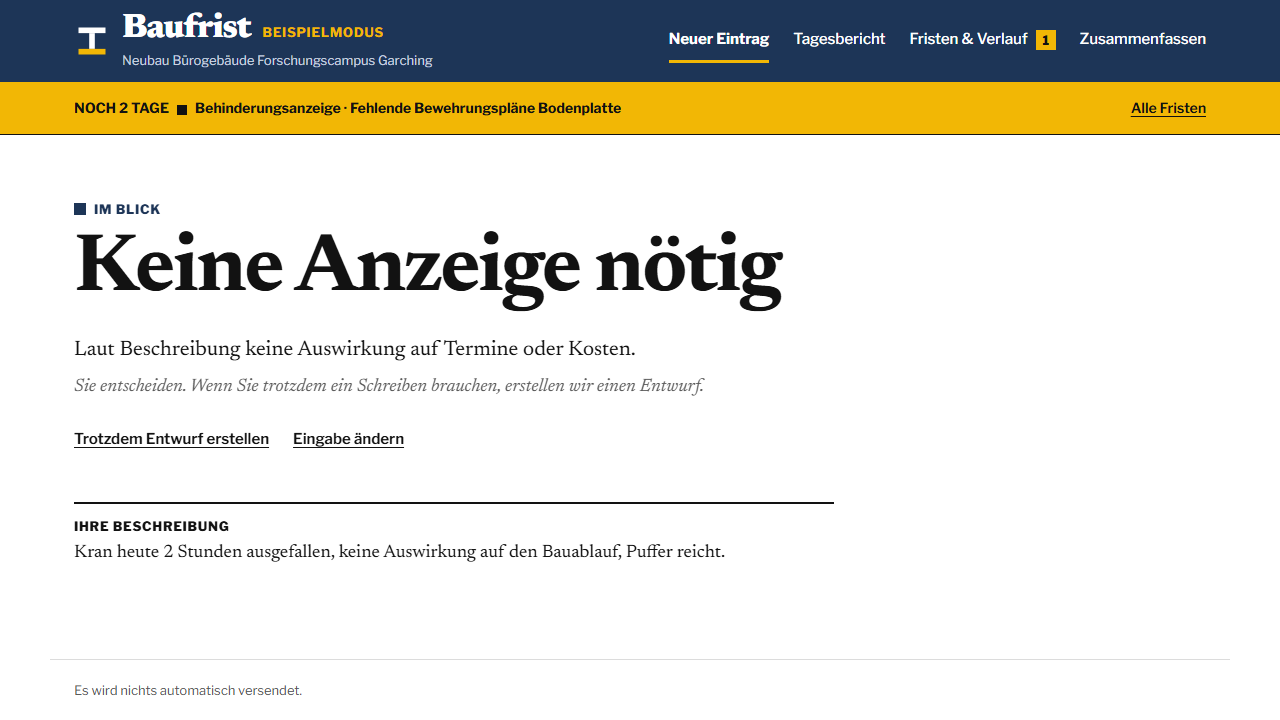 Baufrist BEISPIELMODUS
Neubau Bürogebäude Forschungscampus Garching
Neuer Eintrag
Tagesbericht
Fristen & Verlauf 1
Zusammenfassen
NOCH 2 TAGE Behinderungsanzeige · Fehlende Bewehrungspläne Bodenplatte
Alle Fristen
IM BLICK
Keine Anzeige nötig
Laut Beschreibung keine Auswirkung auf Termine oder Kosten.
Sie entscheiden. Wenn Sie trotzdem ein Schreiben brauchen, erstellen wir einen Entwurf.
Trotzdem Entwurf erstellen
Eingabe ändern
IHRE BESCHREIBUNG
Kran heute 2 Stunden ausgefallen, keine Auswirkung auf den Bauablauf, Puffer reicht.
Es wird nichts automatisch versendet.